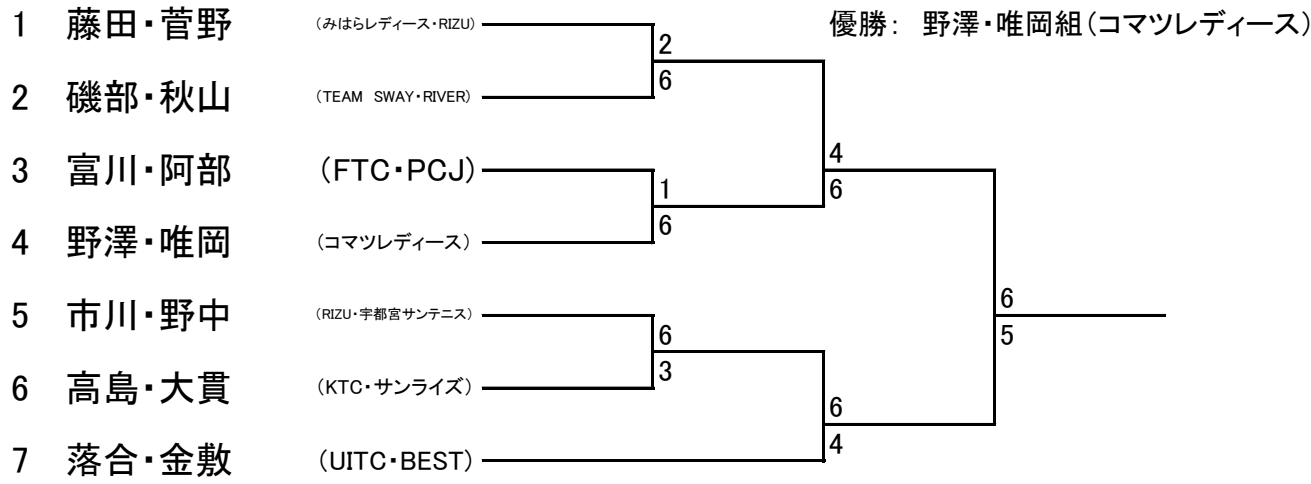 1 藤田・菅野 (みはらレディース・RIZU) 優勝: 野澤・唯岡組(コマツレディース)
2
6
2 磯部・秋山 (TEAM SWAY・RIVER)
3 富川・阿部 (FTC・PCJ)
4
1
6
6
4 野澤・唯岡 (コマツレディース)
5 市川・野中 (RIZU・宇都宮サンテニス)
6
6
5
3
6 高島・大貫 (KTC・サンライズ)
6
4
7 落合・金敷 (UITC・BEST)